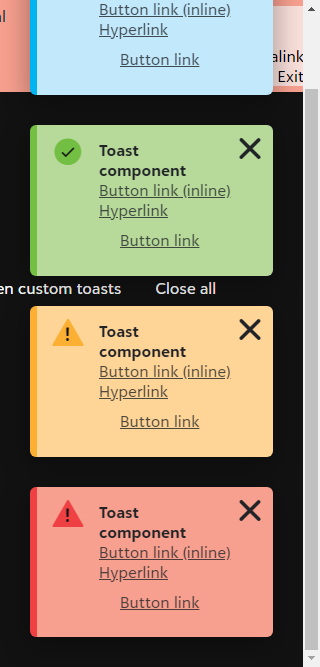 Button link (inline)
Hyperlink
Button link
alink
Exit
Toast
component
Button link (inline)
Hyperlink
Button link
en custom toasts
Close all
Toast
component
Button link (inline)
Hyperlink
Button link
Toast
component
Button link (inline)
Hyperlink
Button link